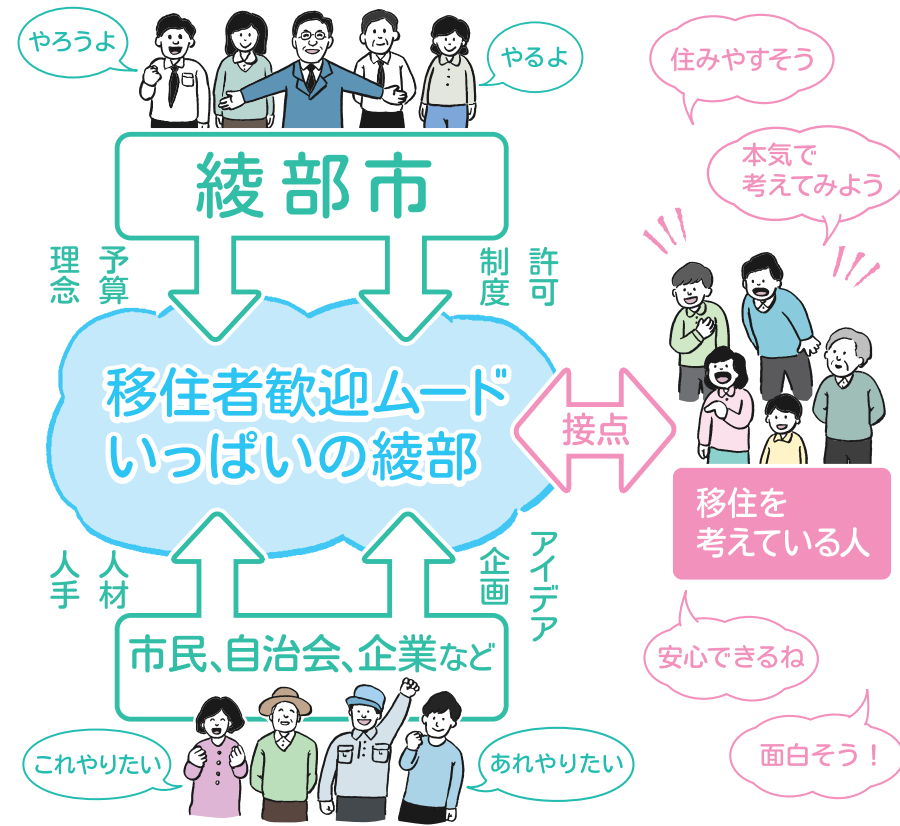 やろうよ
やるよ
綾部市
予算
理念
許可
制度
移住者歓迎ムード
いっぱいの綾部
人材
人手
アイデア
企画
市民、自治会、企業など
これやりたい
あれやりたい
接点
住みやすそう
本気で
考えてみよう
移住を
考えている人
安心できるね
面白そう！